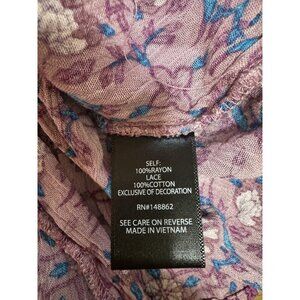 SELF:
100%RAYON
LACE
100%COTTON
EXCLUSIVE OF DECORATION
RN#148862
SEE CARE ON REVERSE
MADE IN VIETNAM